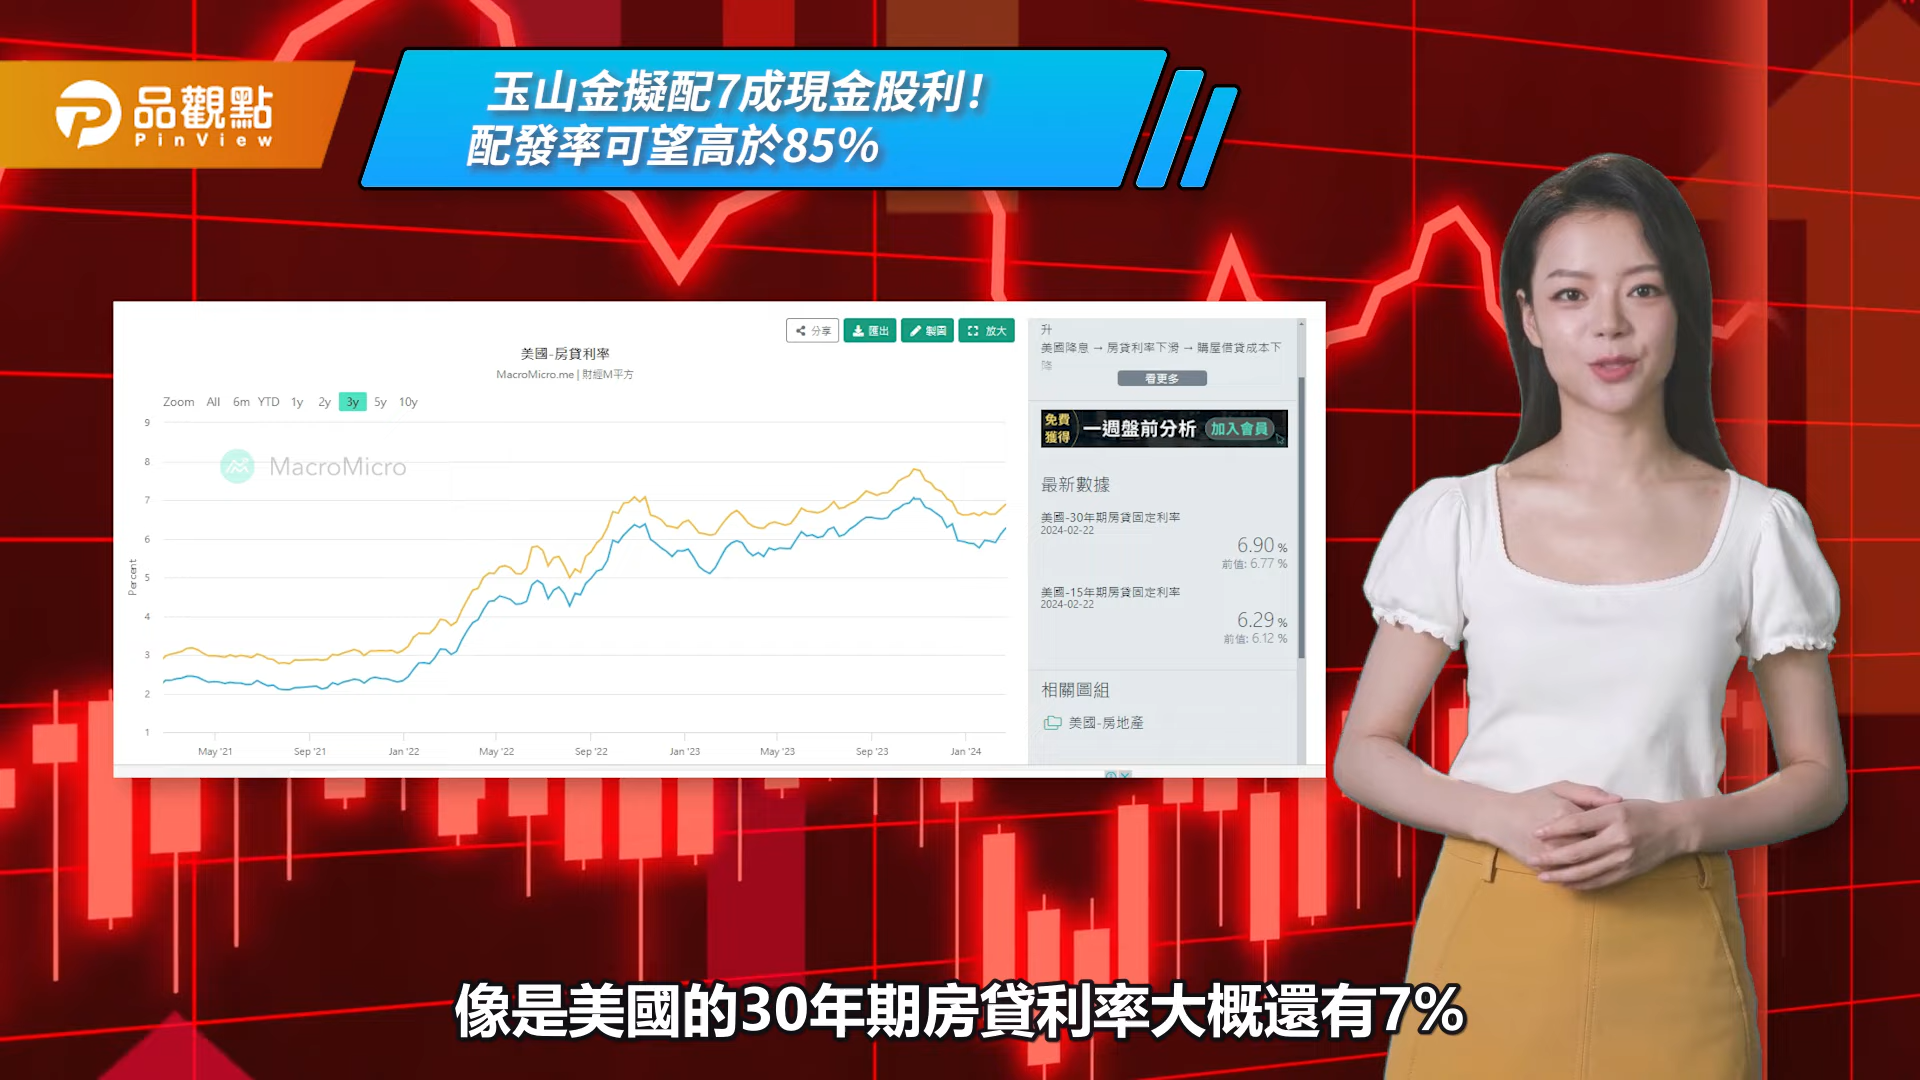 品觀點
PinView
玉山金擬配7成現金股利!
配發率可望高於85%
分享
匯出
製圖
放大
美國-房貸利率
MacroMicro.me | 財經M平方
Zoom All 6m YTD 1y 2y 3y 5y 10y
MacroMicro
Percent
9
8
7
6
5
4
3
2
1
May '21 Sep '21 Jan '22 May '22 Sep '22 Jan '23 May '23 Sep '23 Jan '24
升
美國降息 → 房貸利率下滑 → 購屋借貸成本下
降
看更多
免費
獲得
一週盤前分析
加入會員
最新數據
美國-30年期房貸固定利率
2024-02-22
6.90 %
前值: 6.77 %
美國-15年期房貸固定利率
2024-02-22
6.29 %
前值: 6.12 %
相關圖組
美國-房地產
像是美國的30年期房貸利率大概還有7%